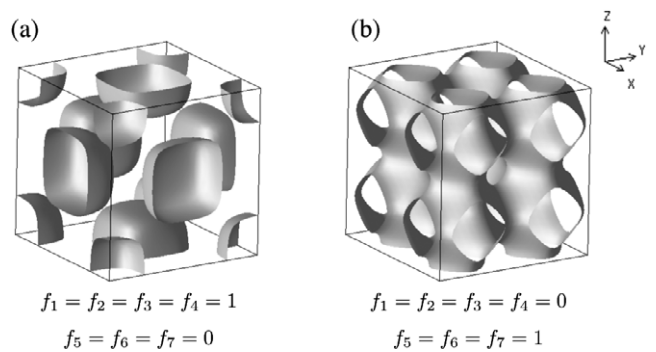 (a)
(b)
Z
Y
X
f₁ = f₂ = f₃ = f₄ = 1
f₅ = f₆ = f₇ = 0
f₁ = f₂ = f₃ = f₄ = 0
f₅ = f₆ = f₇ = 1